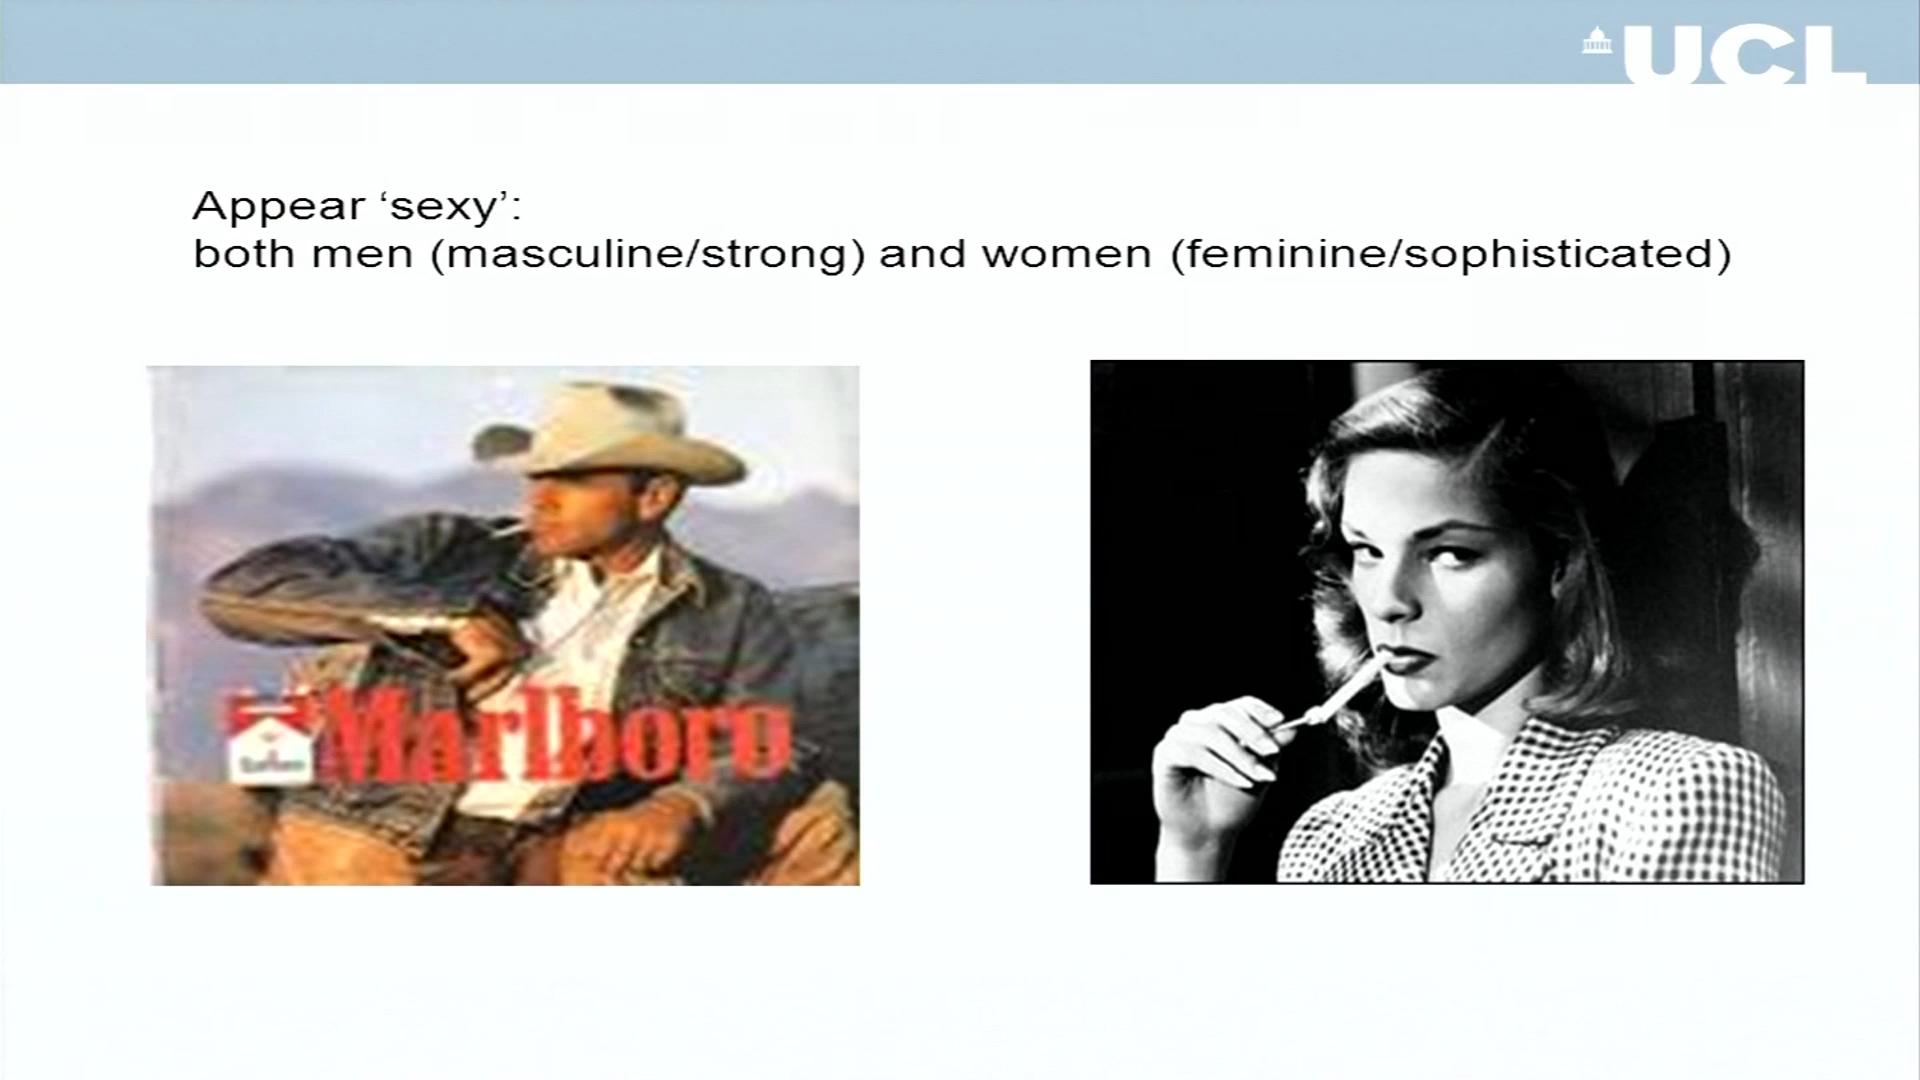 UCL
Appear ‘sexy’:
both men (masculine/strong) and women (feminine/sophisticated)
Marlboro